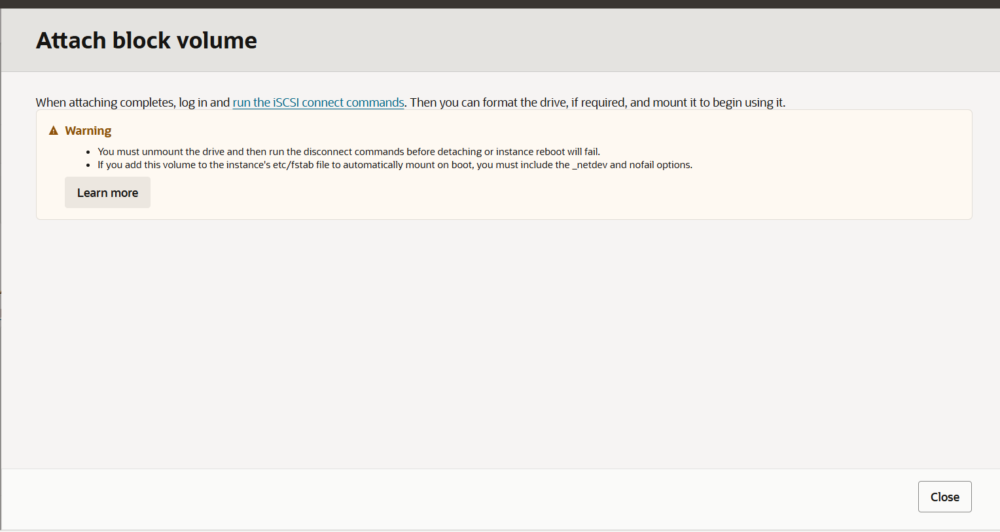 Attach block volume
When attaching completes, log in and run the iSCSI connect commands. Then you can format the drive, if required, and mount it to begin using it.
Warning
• You must unmount the drive and then run the disconnect commands before detaching or instance reboot will fail.
• If you add this volume to the instance's etc/fstab file to automatically mount on boot, you must include the _netdev and nofail options.
Learn more
Close